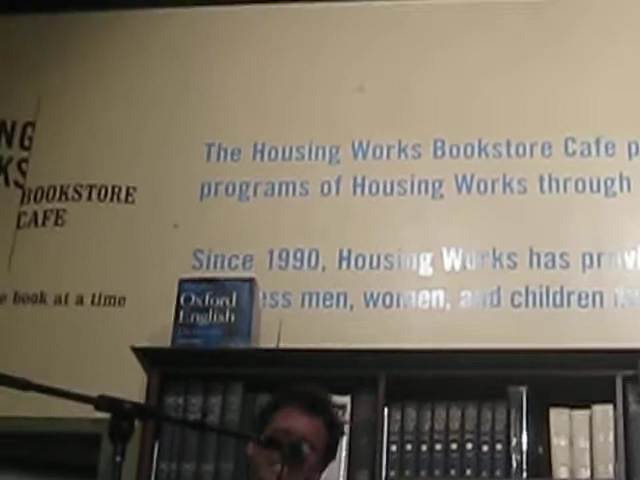 NG
KS
BOOKSTORE
CAFE
e book at a time
The Housing Works Bookstore Cafe p
programs of Housing Works through
Since 1990, Housing Works has provi
ess men, women, and children
Oxford
English